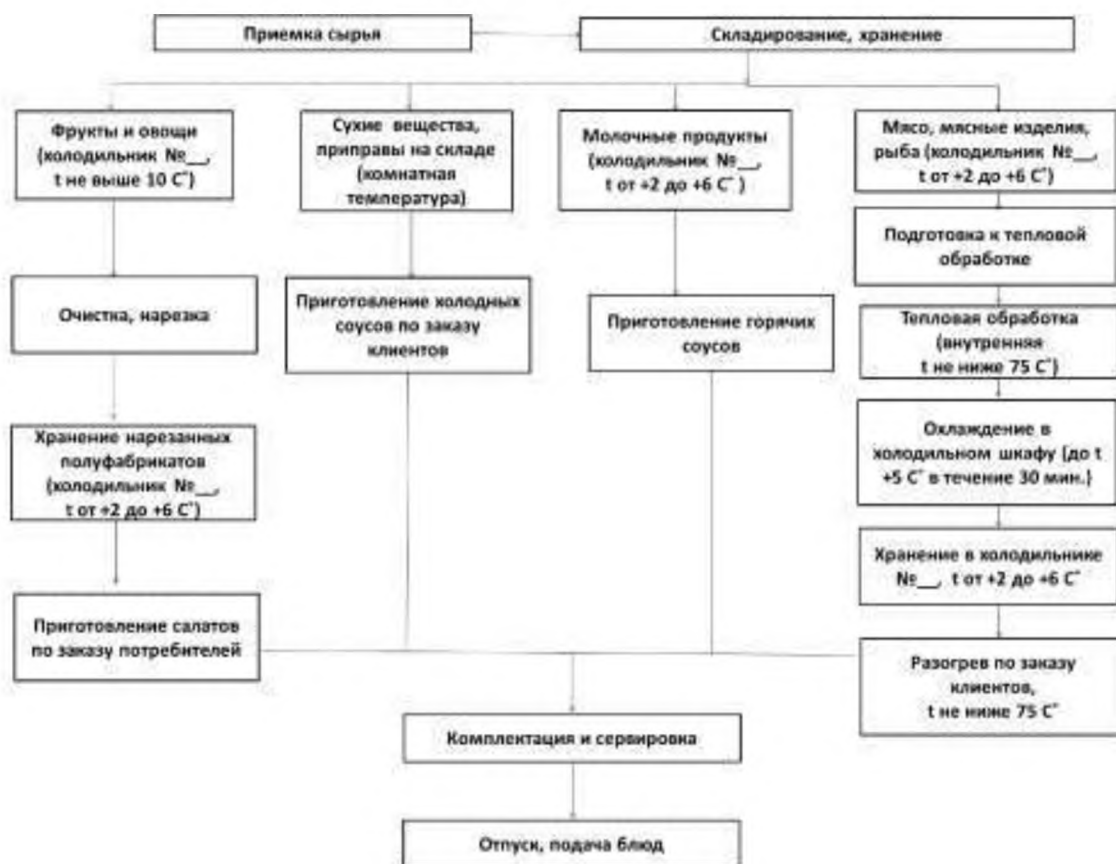 Приемка сырья
Складирование, хранение
Фрукты и овощи
(холодильник №__,
t не выше 10 С˚)
Сухие вещества,
приправы на складе
(комнатная
температура)
Молочные продукты
(холодильник №__,
t от +2 до +6 С˚ )
Мясо, мясные изделия,
рыба (холодильник №__,
t от +2 до +6 С˚)
Подготовка к тепловой
обработке
Очистка, нарезка
Приготовление холодных
соусов по заказу
клиентов
Приготовление горячих
соусов
Тепловая обработка
(внутренняя
t не ниже 75 С˚)
Хранение нарезанных
полуфабрикатов
(холодильник №__,
t от +2 до +6 С˚)
Охлаждение в
холодильном шкафу (до t
+5 С˚ в течение 30 мин.)
Хранение в холодильнике
№__, t от +2 до +6 С˚
Приготовление салатов
по заказу потребителей
Разогрев по заказу
клиентов,
t не ниже 75 С˚
Комплектация и сервировка
Отпуск, подача блюд